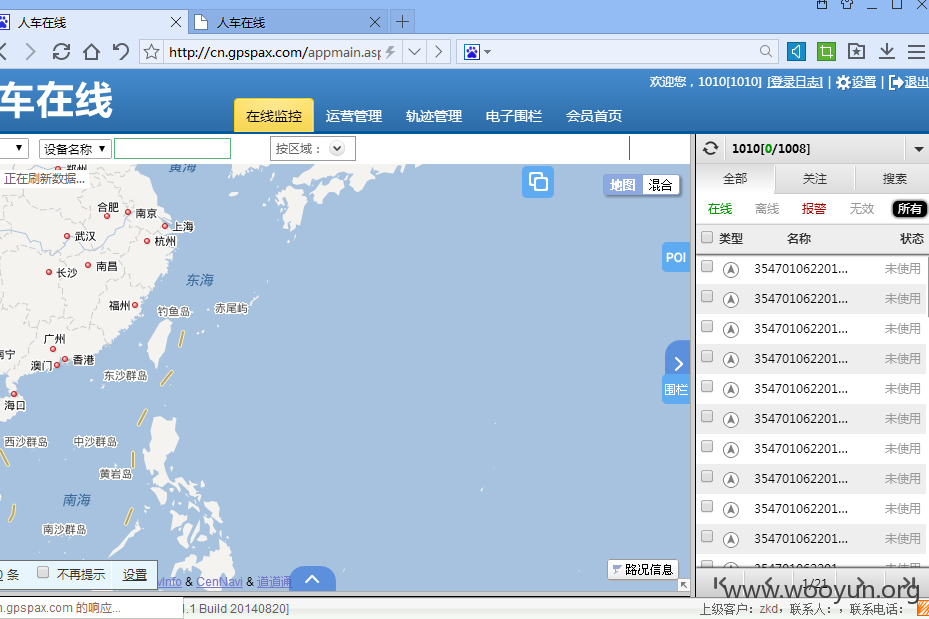 人车在线
人车在线
http://cn.gpspax.com/appmain.asp
欢迎您，1010[1010] [登录日志] | 设置 | 退出
车在线
在线监控 运营管理 轨迹管理 电子围栏 会员首页
设备名称
按区域：
1010[0/1008]
正在刷新数据...
全部 关注 搜索
在线 离线 报警 无效 所有
类型 名称 状态
地图 混合
POI
围栏
郑州
黄海
合肥
南京
上海
武汉
杭州
长沙
南昌
东海
福州
钓鱼岛
赤尾屿
广州
南宁
香港
澳门
东沙群岛
海口
西沙群岛
中沙群岛
黄岩岛
南海
南沙群岛
354701062201... 未使用
354701062201... 未使用
354701062201... 未使用
354701062201... 未使用
354701062201... 未使用
354701062201... 未使用
354701062201... 未使用
354701062201... 未使用
354701062201... 未使用
354701062201... 未使用
0 条 不再提示 设置
& CenNavi & 道道通
路况信息
1/21
www.wooyun.org
n.gpspax.com 的响应...
4.1 Build 20140820]
上级客户：zkd，联系人：，联系电话：